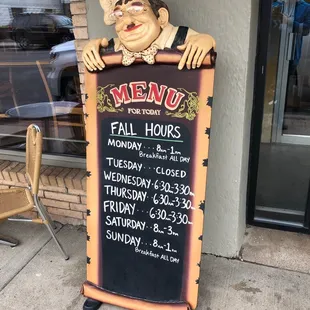 MENU
FOR TODAY
FALL HOURS
MONDAY... 8-1
Breakfast All Day
TUESDAY... CLOSED
WEDNESDAY 6:30-3:30
THURSDAY 6:30-3:30
FRIDAY.. 6:30-3:30
SATURDAY.. 8-3
SUNDAY... 8-1
Breakfast All Day